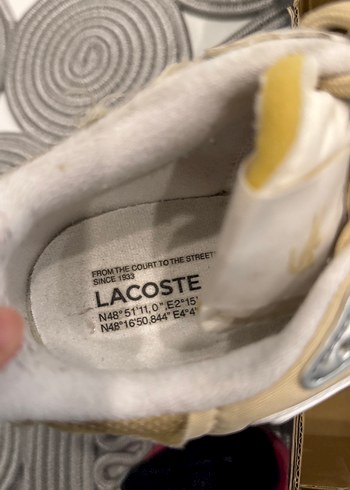 FROM THE COURT TO THE STREET
SINCE 1933
LACOSTE
N48°51'11,0" E2°15'
N48°16'50,844" E4°4'